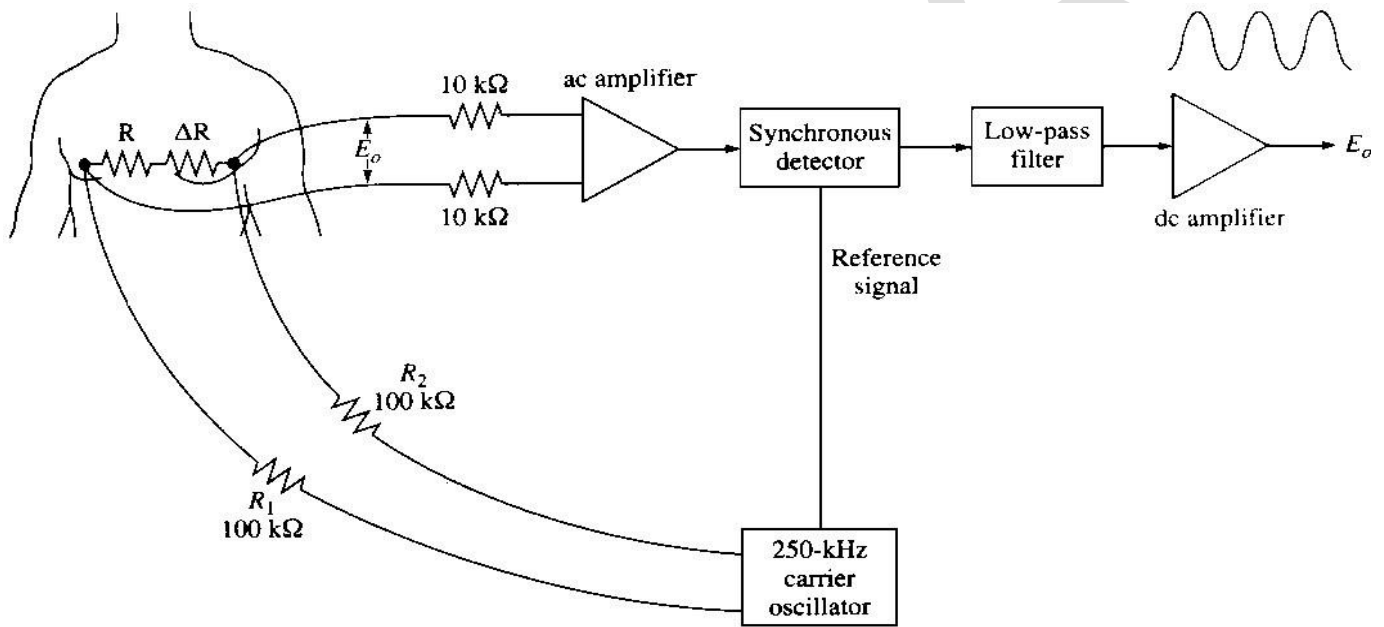 ac amplifier
10 kΩ
R
ΔR
E_o
10 kΩ
Synchronous
detector
Low-pass
filter
E_o
dc amplifier
Reference
signal
R_2
100 kΩ
R_1
100 kΩ
250-kHz
carrier
oscillator